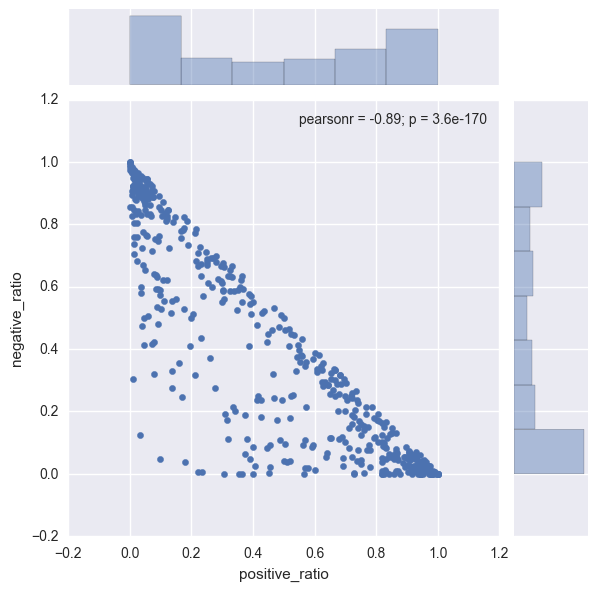 pearsonr = -0.89; p = 3.6e-170
1.2
1.0
0.8
0.6
0.4
0.2
0.0
−0.2
negative_ratio
−0.2 0.0 0.2 0.4 0.6 0.8 1.0 1.2
positive_ratio